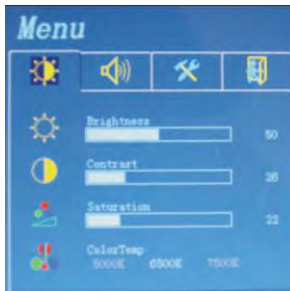 Menu
Brightness
50
Contrast
26
Saturation
22
ColorTemp
5000K 6500K 7500K